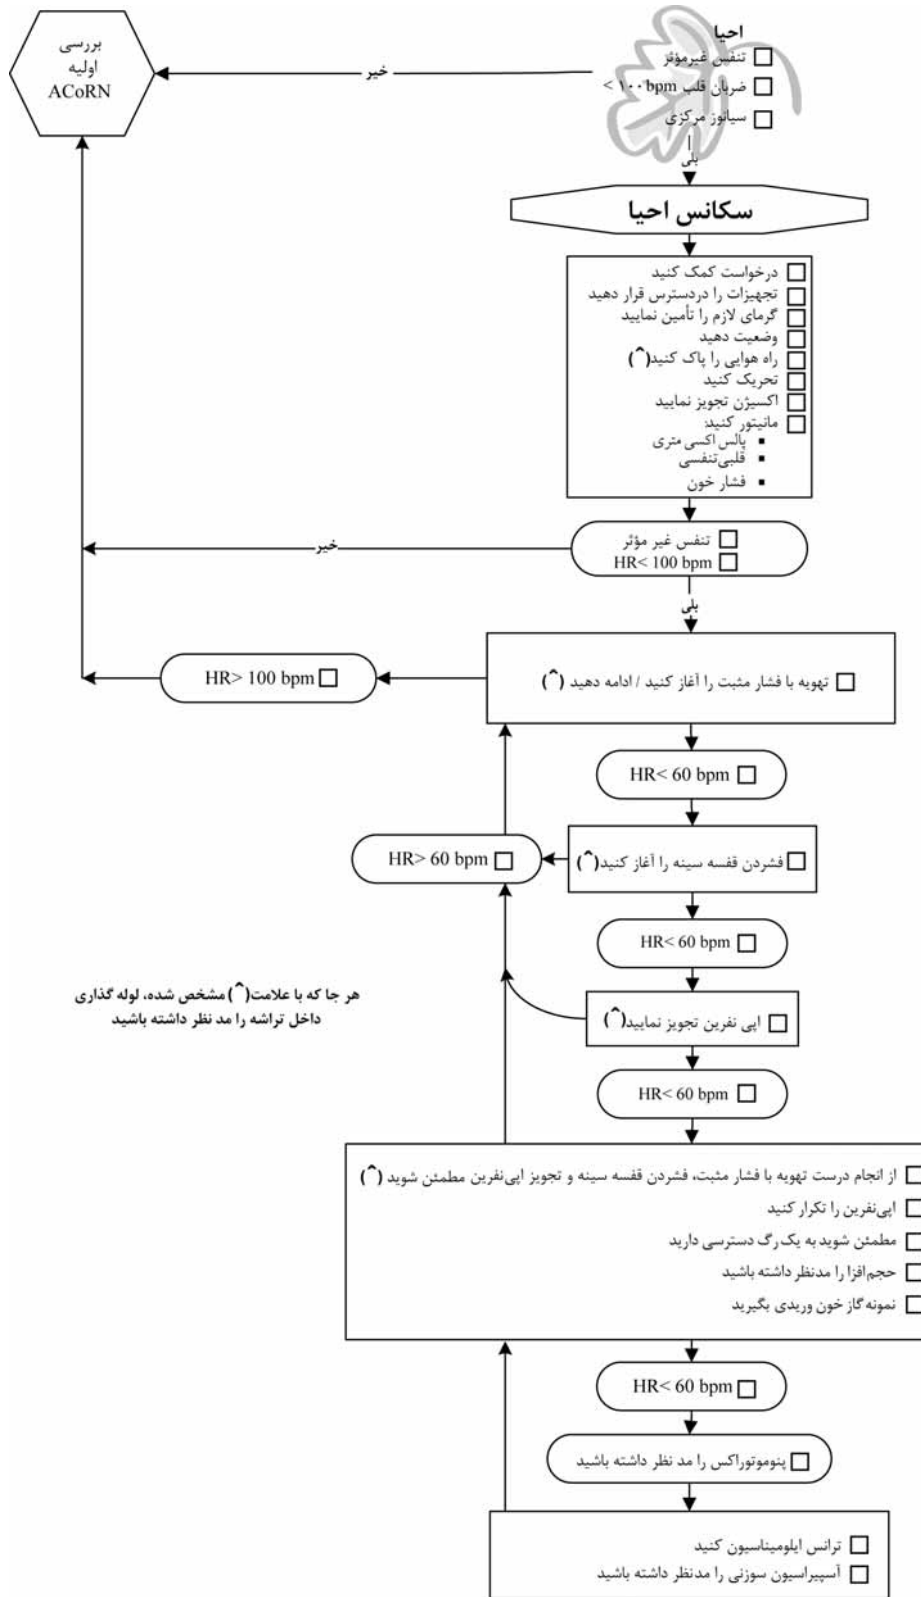 احیا
تنفس غیرمؤثر
ضربان قلب ۱۰۰bpm >
سیانوز مرکزی
خیر
بررسی
اولیه
ACoRN
بلی
سکانس احیا
درخواست کمک کنید
تجهیزات را دردسترس قرار دهید
گرمای لازم را تأمین نمایید
وضعیت دهید
راه هوایی را پاک کنید(^)
تحریک کنید
اکسیژن تجویز نمایید
مانیتور کنید:
▪ پالس اکسی متری
▪ قلبی‌تنفسی
▪ فشار خون
تنفس غیر مؤثر
HR< 100 bpm
خیر
بلی
تهویه با فشار مثبت را آغاز کنید / ادامه دهید (^)
HR> 100 bpm
HR< 60 bpm
فشردن قفسه سینه را آغاز کنید(^)
HR> 60 bpm
HR< 60 bpm
اپی نفرین تجویز نمایید(^)
هر جا که با علامت(^) مشخص شده، لوله گذاری
داخل تراشه را مد نظر داشته باشید
HR< 60 bpm
از انجام درست تهویه با فشار مثبت، فشردن قفسه سینه و تجویز اپی‌نفرین مطمئن شوید (^)
اپی‌نفرین را تکرار کنید
مطمئن شوید به یک رگ دسترسی دارید
حجم‌افزا را مدنظر داشته باشید
نمونه گاز خون وریدی بگیرید
HR< 60 bpm
پنوموتوراکس را مد نظر داشته باشید
ترانس ایلومیناسیون کنید
آسپیراسیون سوزنی را مدنظر داشته باشید